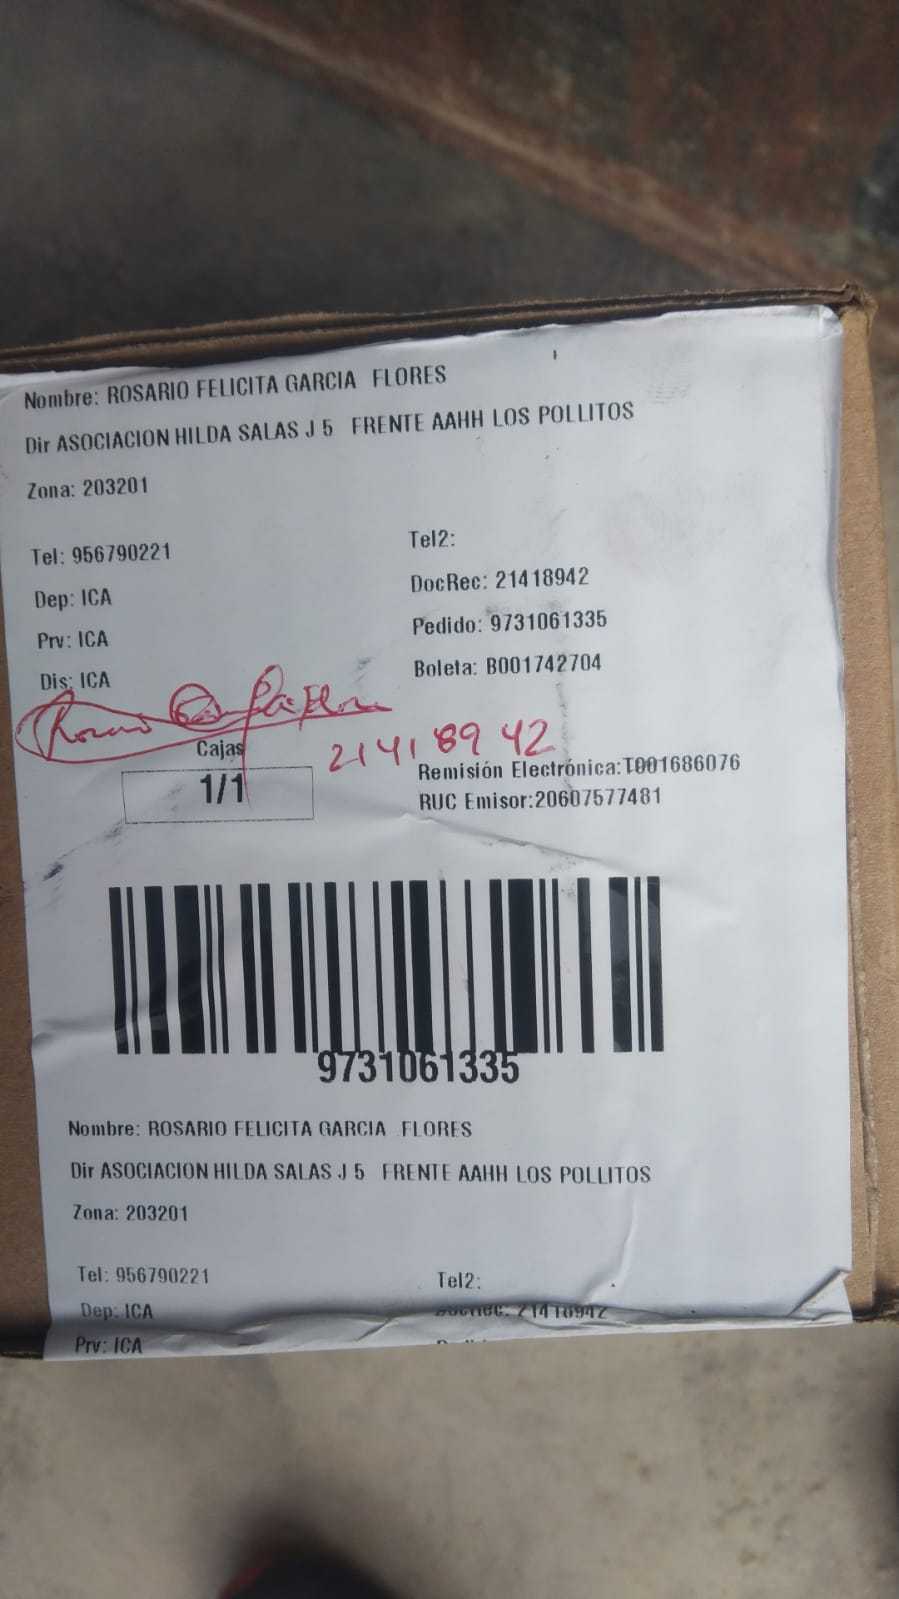 Nombre: ROSARIO FELICITA GARCIA FLORES
Dir ASOCIACION HILDA SALAS J 5 FRENTE AAHH LOS POLLITOS
Zona: 203201
Tel: 956790221
Tel2:
Dep: ICA
DocRec: 21418942
Prv: ICA
Pedido: 9731061335
Dis: ICA
Boleta: B001742704
21418942
Cajas
1/1
Remisión Electrónica:T001686076
RUC Emisor:20607577481
9731061335
Nombre: ROSARIO FELICITA GARCIA FLORES
Dir ASOCIACION HILDA SALAS J 5 FRENTE AAHH LOS POLLITOS
Zona: 203201
Tel: 956790221
Tel2:
Dep: ICA
DocRec: 21418942
Prv: ICA